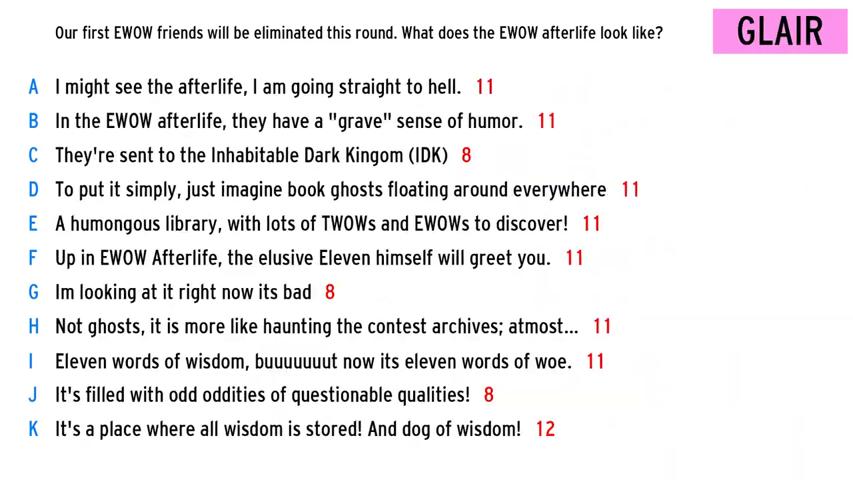 Our first EWOW friends will be eliminated this round. What does the EWOW afterlife look like?
GLAIR
A I might see the afterlife, I am going straight to hell. 11
B In the EWOW afterlife, they have a "grave" sense of humor. 11
C They're sent to the Inhabitable Dark Kingom (IDK) 8
D To put it simply, just imagine book ghosts floating around everywhere 11
E A humongous library, with lots of TWOWs and EWOWs to discover! 11
F Up in EWOW Afterlife, the elusive Eleven himself will greet you. 11
G Im looking at it right now its bad 8
H Not ghosts, it is more like haunting the contest archives; atmost... 11
I Eleven words of wisdom, buuuuuuut now its eleven words of woe. 11
J It's filled with odd oddities of questionable qualities! 8
K It's a place where all wisdom is stored! And dog of wisdom! 12